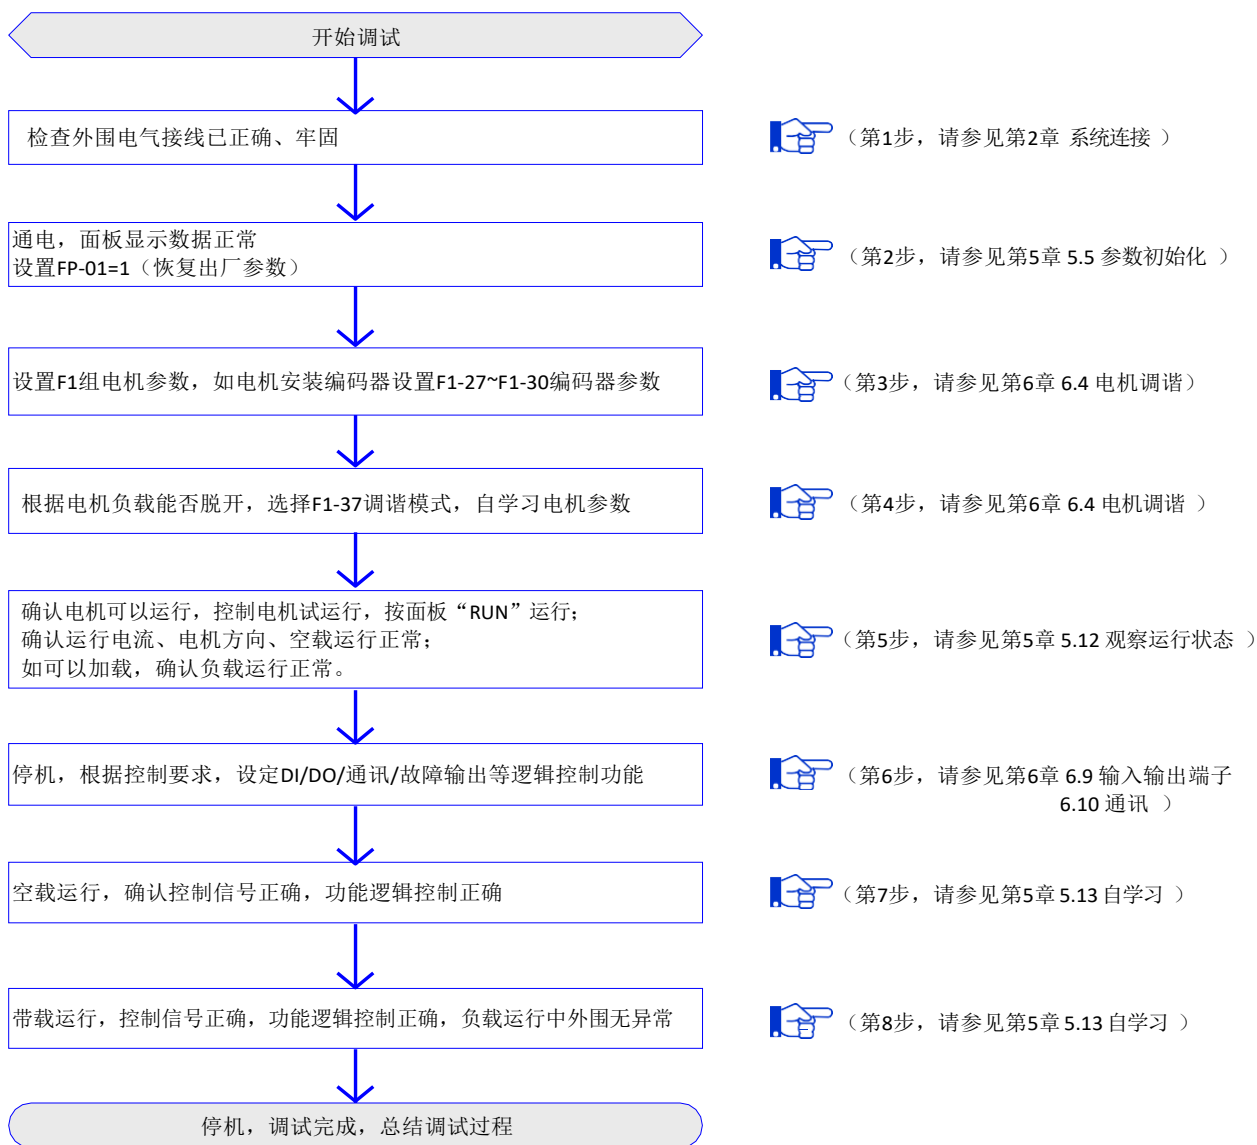 开始调试
检查外围电气接线已正确、牢固
（第1步，请参见第2章 系统连接 ）
通电，面板显示数据正常
设置FP-01=1（恢复出厂参数）
（第2步，请参见第5章 5.5 参数初始化 ）
设置F1组电机参数，如电机安装编码器设置F1-27~F1-30编码器参数
（第3步，请参见第6章 6.4 电机调谐）
根据电机负载能否脱开，选择F1-37调谐模式，自学习电机参数
（第4步，请参见第6章 6.4 电机调谐 ）
确认电机可以运行，控制电机试运行，按面板“RUN”运行；
确认运行电流、电机方向、空载运行正常；
如可以加载，确认负载运行正常。
（第5步，请参见第5章 5.12 观察运行状态 ）
停机，根据控制要求，设定DI/DO/通讯/故障输出等逻辑控制功能
（第6步，请参见第6章 6.9 输入输出端子
6.10 通讯 ）
空载运行，确认控制信号正确，功能逻辑控制正确
（第7步，请参见第5章 5.13 自学习 ）
带载运行，控制信号正确，功能逻辑控制正确，负载运行中外围无异常
（第8步，请参见第5章 5.13 自学习 ）
停机，调试完成，总结调试过程